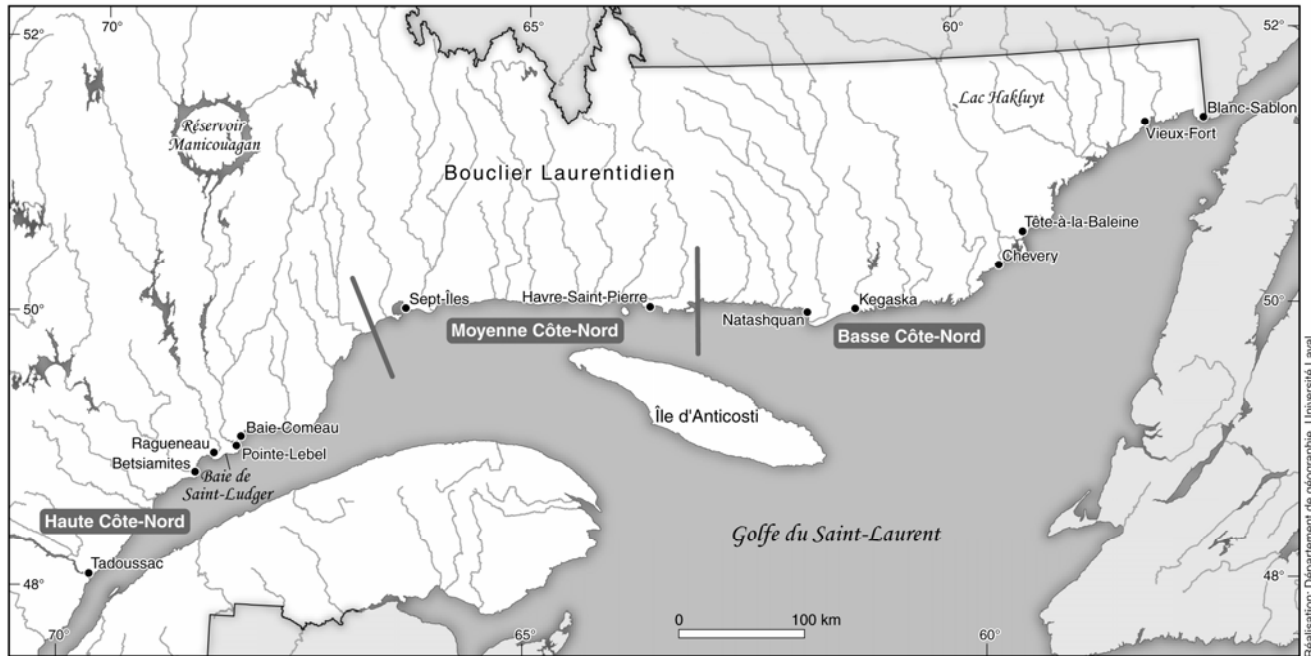 70°
65°
60°
52°
52°
Réservoir
Manicouagan
Lac Hakluyt
Blanc-Sablon
Vieux-Fort
Bouclier Laurentidien
Tête-à-la-Baleine
Chevery
50°
Sept-Îles
Havre-Saint-Pierre
Kegaska
50°
Natashquan
Moyenne Côte-Nord
Basse Côte-Nord
Île d'Anticosti
Baie-Comeau
Ragueneau
Pointe-Lebel
Betsiamites
Baie de
Saint-Ludger
Haute Côte-Nord
Golfe du Saint-Laurent
Tadoussac
48°
48°
0
100 km
70°
65°
60°
Réalisation: Département de géographie, Université Laval